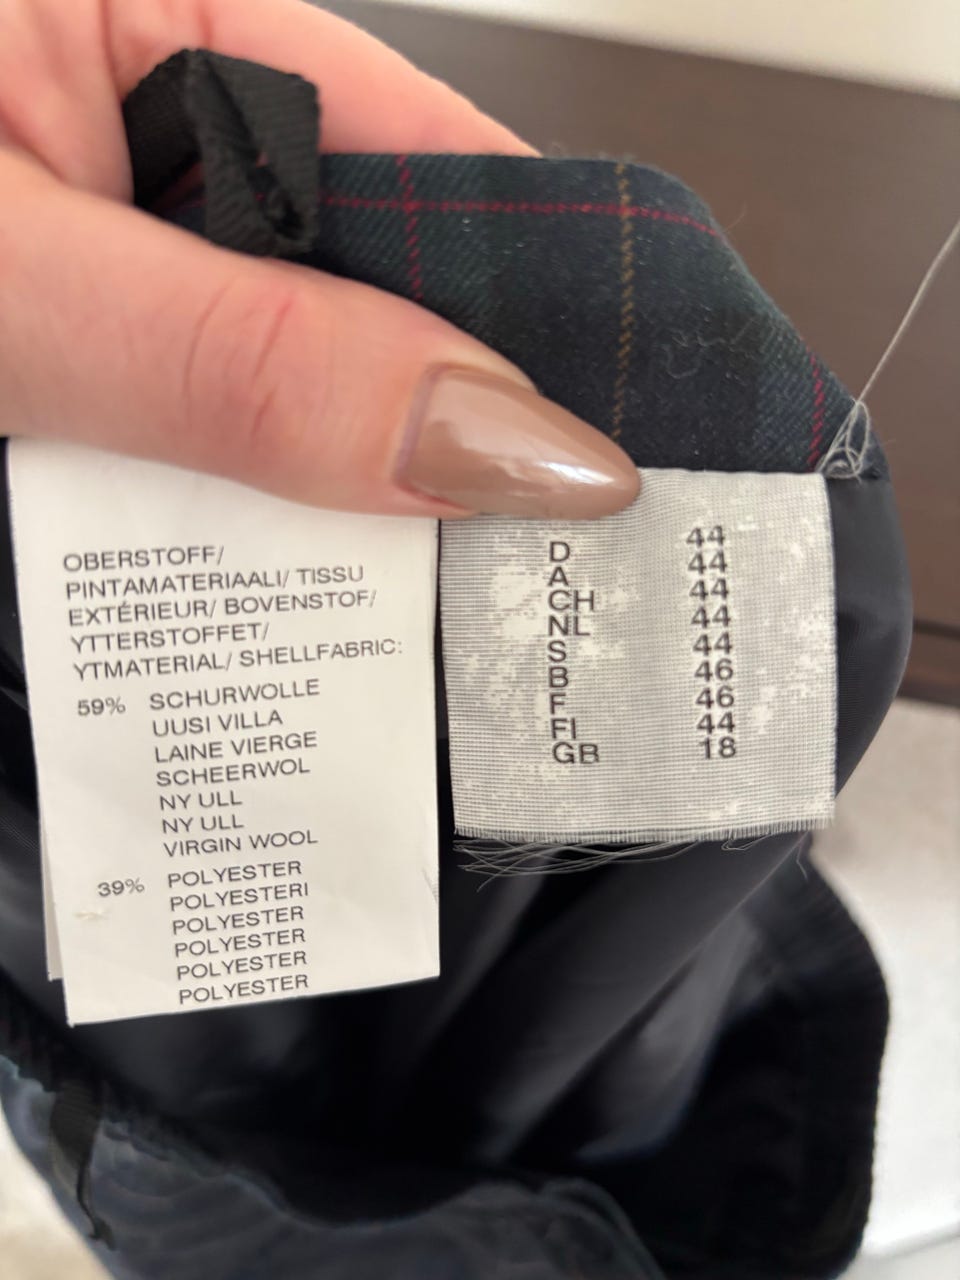 OBERSTOFF/
PINTAMATERIAALI/ TISSU
EXTÉRIEUR/ BOVENSTOF/
YTTERSTOFFET/
YTMATERIAL/ SHELLFABRIC:
59% SCHURWOLLE
UUSI VILLA
LAINE VIERGE
SCHEERWOL
NY ULL
NY ULL
VIRGIN WOOL
39% POLYESTER
POLYESTERI
POLYESTER
POLYESTER
POLYESTER
POLYESTER
D 44
A 44
CH 44
NL 44
S 44
B 46
F 46
FI 44
GB 18